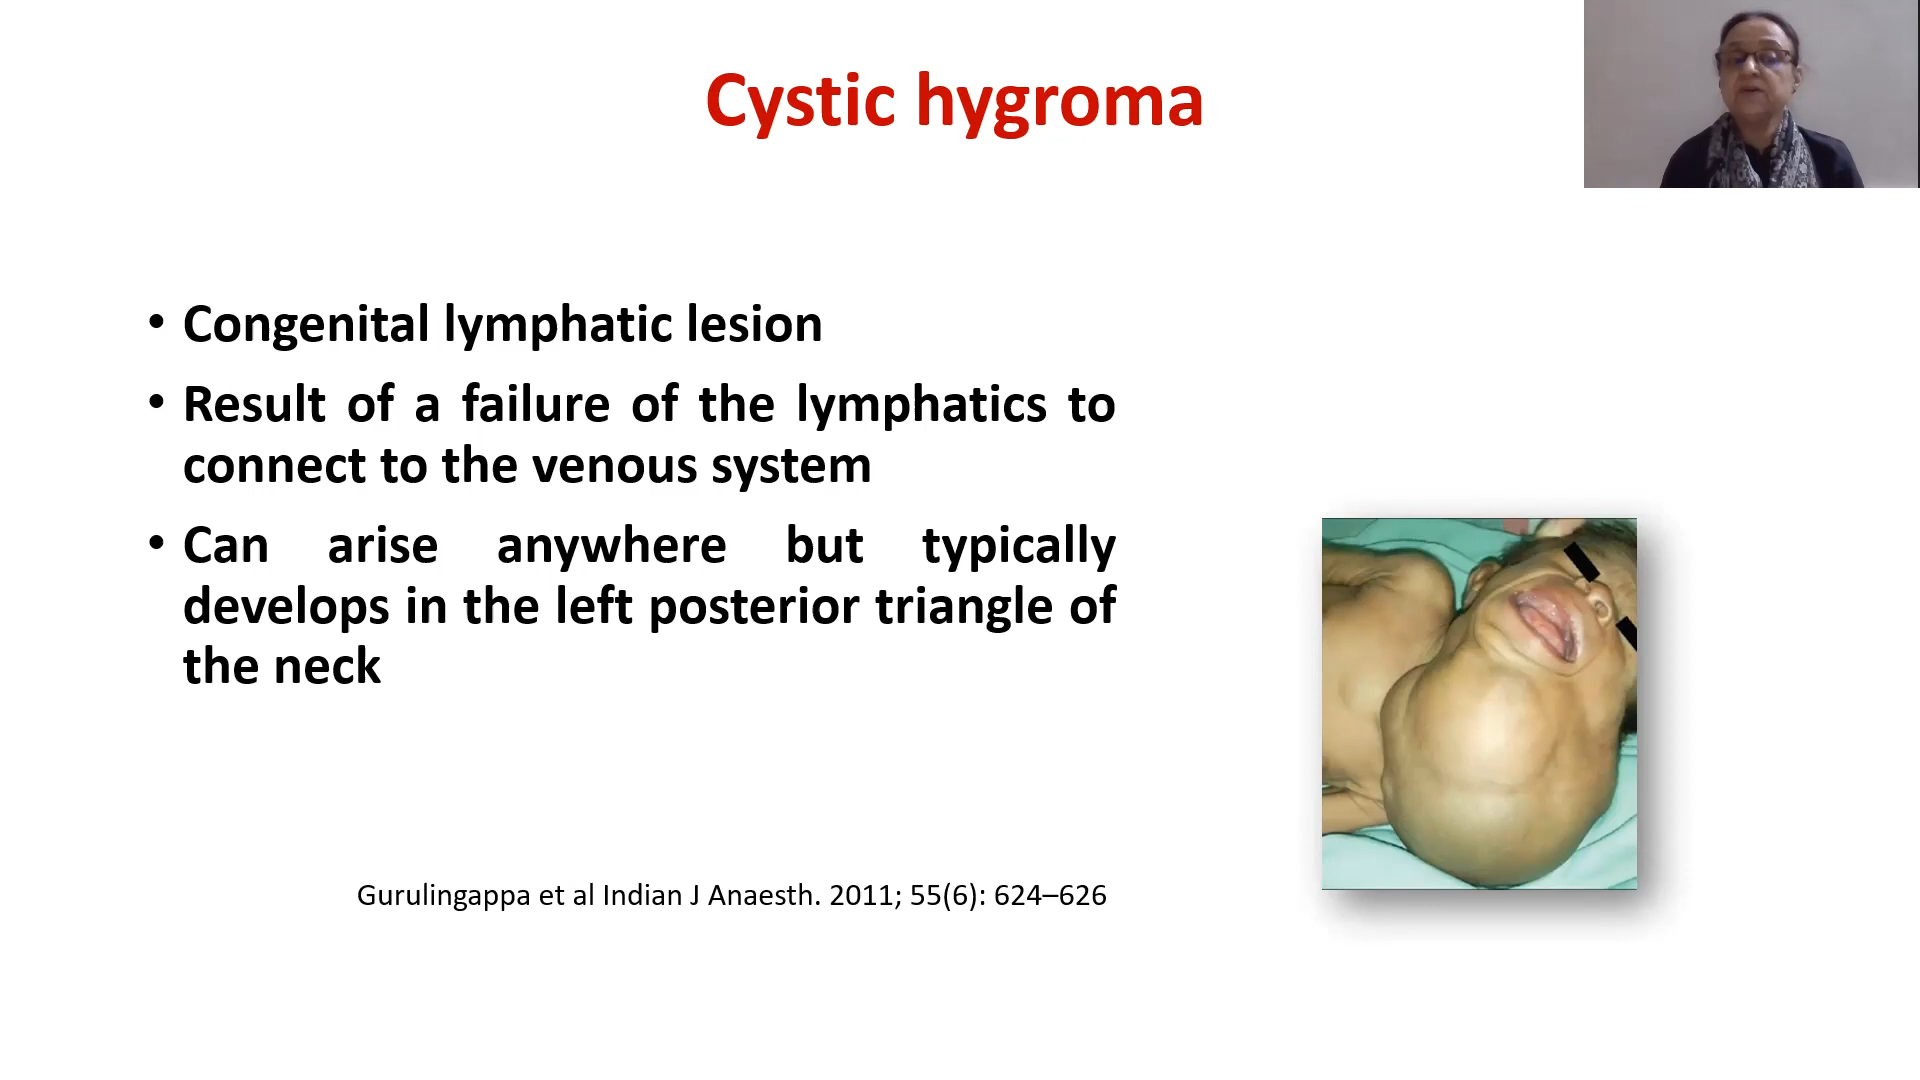 Cystic hygroma
• Congenital lymphatic lesion
• Result of a failure of the lymphatics to
connect to the venous system
• Can arise anywhere but typically
develops in the left posterior triangle of
the neck
Gurulingappa et al Indian J Anaesth. 2011; 55(6): 624–626